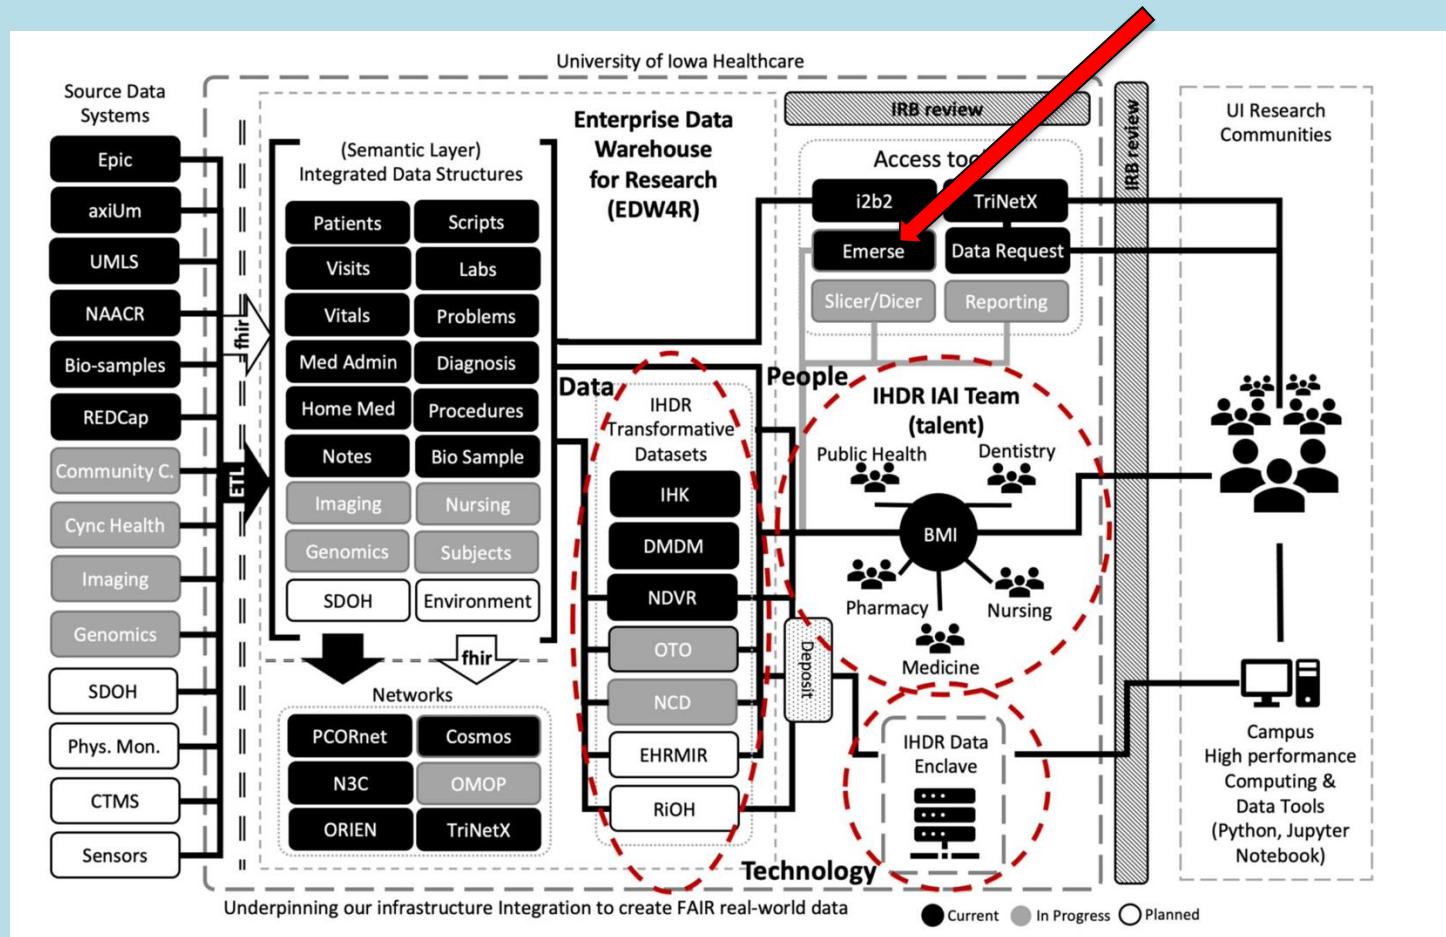 University of Iowa Healthcare
Source Data
Systems
Epic
axiUm
UMLS
NAACR
Bio-samples
REDCap
Community C.
Cync Health
Imaging
Genomics
SDOH
Phys. Mon.
CTMS
Sensors
fhir
ETL
(Semantic Layer)
Integrated Data Structures
Patients
Scripts
Visits
Labs
Vitals
Problems
Med Admin
Diagnosis
Home Med
Procedures
Notes
Bio Sample
Imaging
Nursing
Genomics
Subjects
SDOH
Environment
fhir
Networks
PCORnet
Cosmos
N3C
OMOP
ORIEN
TriNetX
Enterprise Data
Warehouse
for Research
(EDW4R)
Data
IHDR
Transformative
Datasets
IHK
DMDM
NDVR
OTO
NCD
EHRMIR
RiOH
IRB review
Access
i2b2
TriNetX
Emerse
Data Request
Slicer/Dicer
Reporting
People
IHDR IAI Team
(talent)
Public Health
Dentistry
BMI
Pharmacy
Nursing
Medicine
Deposit
IHDR Data
Enclave
Technology
IRB review
UI Research
Communities
Campus
High performance
Computing &
Data Tools
(Python, Jupyter
Notebook)
Underpinning our infrastructure Integration to create FAIR real-world data
Current
In Progress
Planned